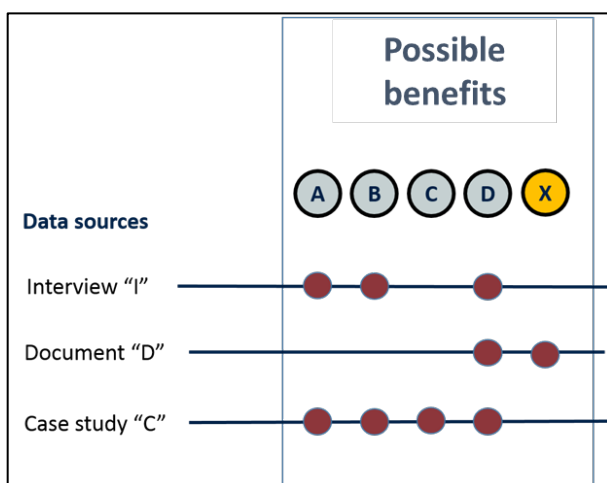 Possible
benefits
A B C D X
Data sources
Interview “I”
Document “D”
Case study “C”